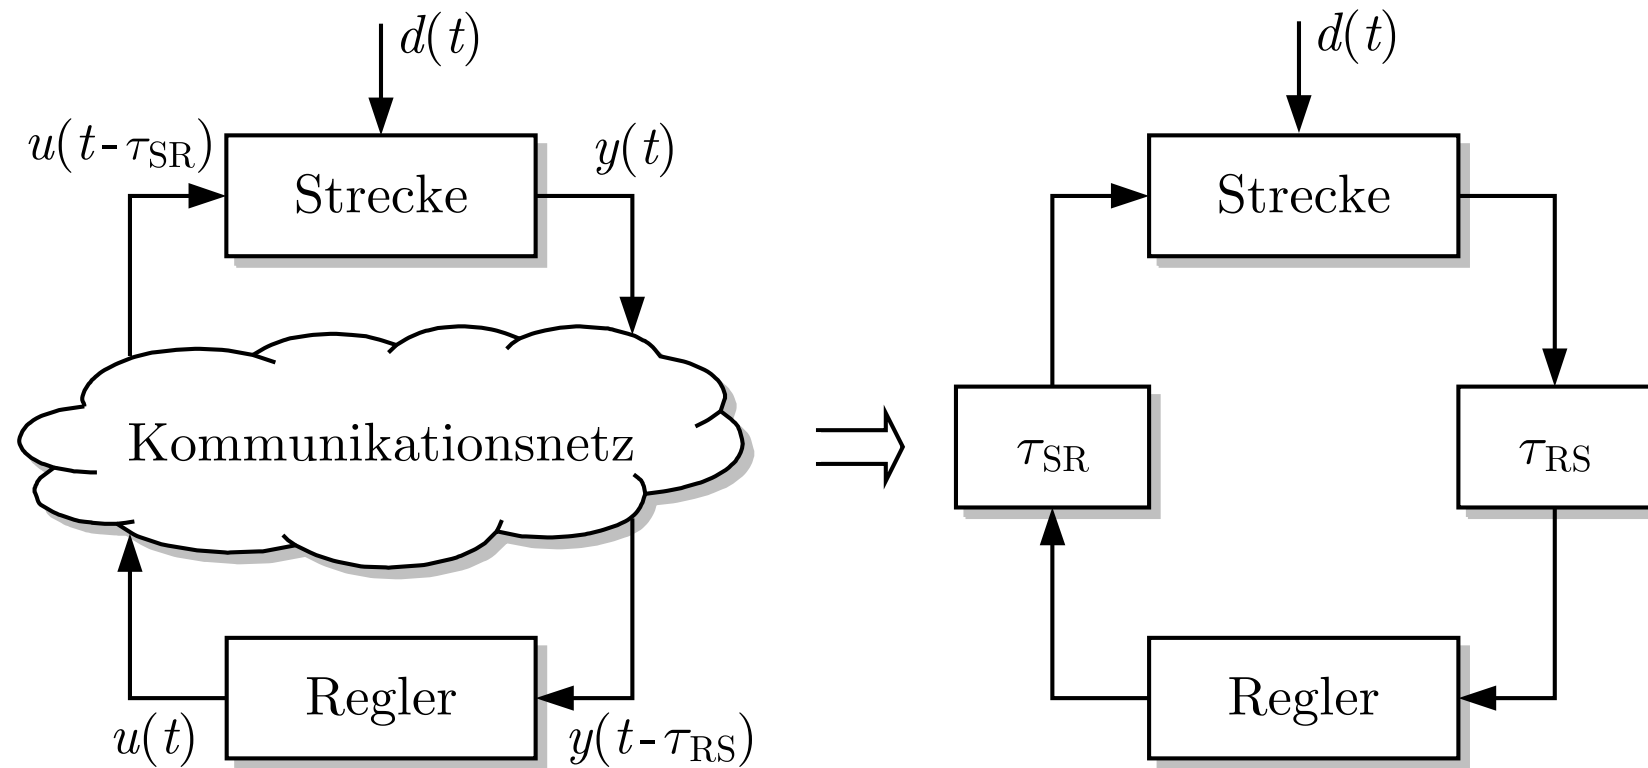 d(t)
u(t-τSR)
Strecke
y(t)
Kommunikationsnetz
Regler
u(t)
y(t-τRS)
d(t)
Strecke
τSR
τRS
Regler